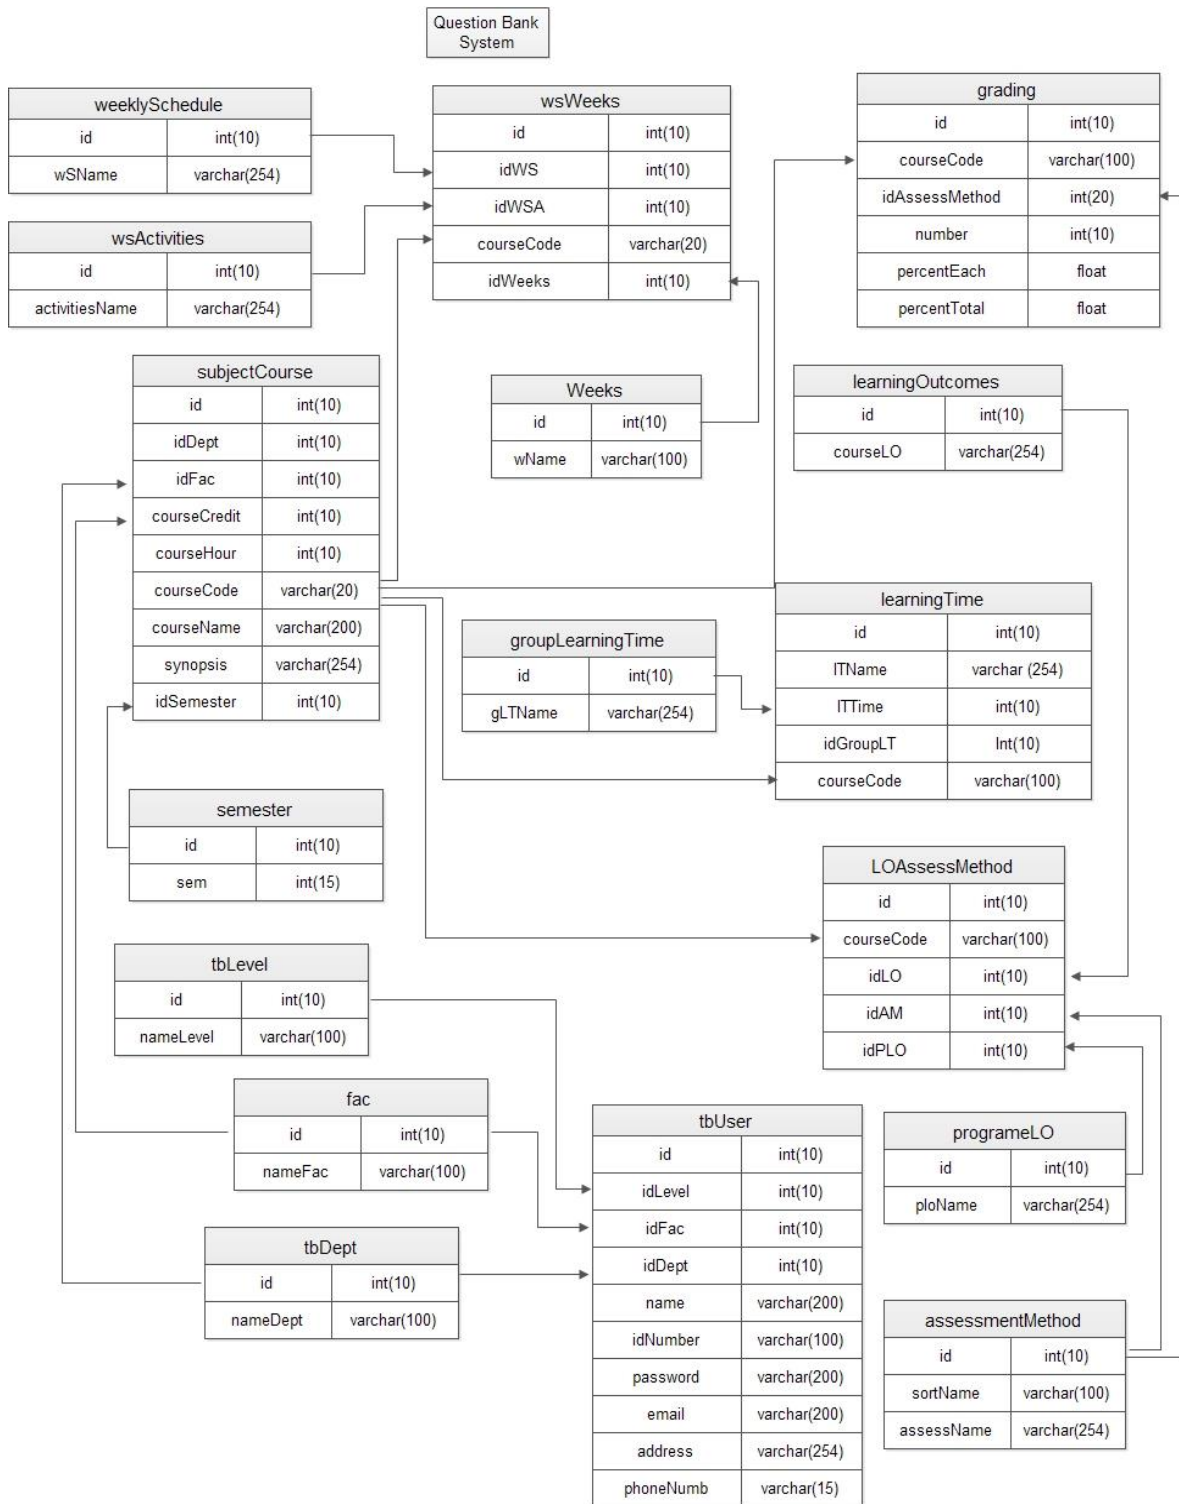 Question Bank
System
weeklySchedule
id int(10)
wSName varchar(254)
wsActivities
id int(10)
activitiesName varchar(254)
wsWeeks
id int(10)
idWS int(10)
idWSA int(10)
courseCode varchar(20)
idWeeks int(10)
grading
id int(10)
courseCode varchar(100)
idAssessMethod int(20)
number int(10)
percentEach float
percentTotal float
subjectCourse
id int(10)
idDept int(10)
idFac int(10)
courseCredit int(10)
courseHour int(10)
courseCode varchar(20)
courseName varchar(200)
synopsis varchar(254)
idSemester int(10)
Weeks
id int(10)
wName varchar(100)
learningOutcomes
id int(10)
courseLO varchar(254)
groupLearningTime
id int(10)
gLTName varchar(254)
learningTime
id int(10)
lTName varchar (254)
lTTime int(10)
idGroupLT Int(10)
courseCode varchar(100)
semester
id int(10)
sem int(15)
LOAssessMethod
id int(10)
courseCode varchar(100)
idLO int(10)
idAM int(10)
idPLO int(10)
tbLevel
id int(10)
nameLevel varchar(100)
fac
id int(10)
nameFac varchar(100)
tbDept
id int(10)
nameDept varchar(100)
tbUser
id int(10)
idLevel int(10)
idFac int(10)
idDept int(10)
name varchar(200)
idNumber varchar(100)
password varchar(200)
email varchar(200)
address varchar(254)
phoneNumb varchar(15)
programeLO
id int(10)
ploName varchar(254)
assessmentMethod
id int(10)
sortName varchar(100)
assessName varchar(254)